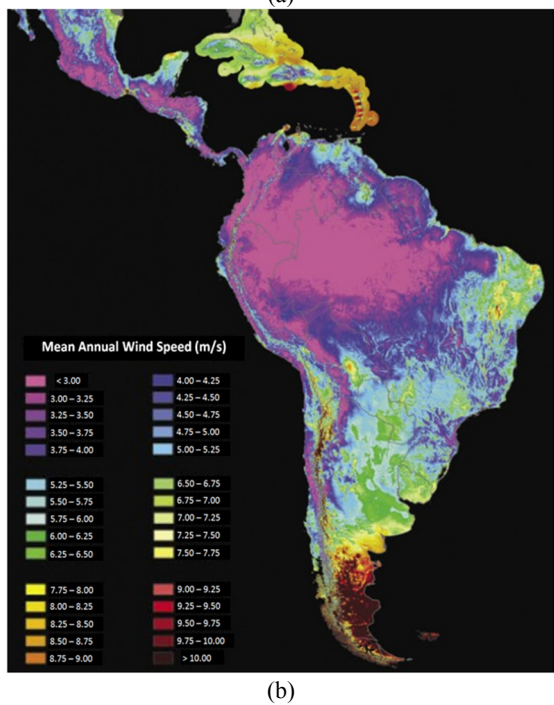 (a)
Mean Annual Wind Speed (m/s)
< 3.00
3.00 – 3.25
3.25 – 3.50
3.50 – 3.75
3.75 – 4.00
4.00 – 4.25
4.25 – 4.50
4.50 – 4.75
4.75 – 5.00
5.00 – 5.25
5.25 – 5.50
5.50 – 5.75
5.75 – 6.00
6.00 – 6.25
6.25 – 6.50
6.50 – 6.75
6.75 – 7.00
7.00 – 7.25
7.25 – 7.50
7.50 – 7.75
7.75 – 8.00
8.00 – 8.25
8.25 – 8.50
8.50 – 8.75
8.75 – 9.00
9.00 – 9.25
9.25 – 9.50
9.50 – 9.75
9.75 – 10.00
> 10.00
(b)